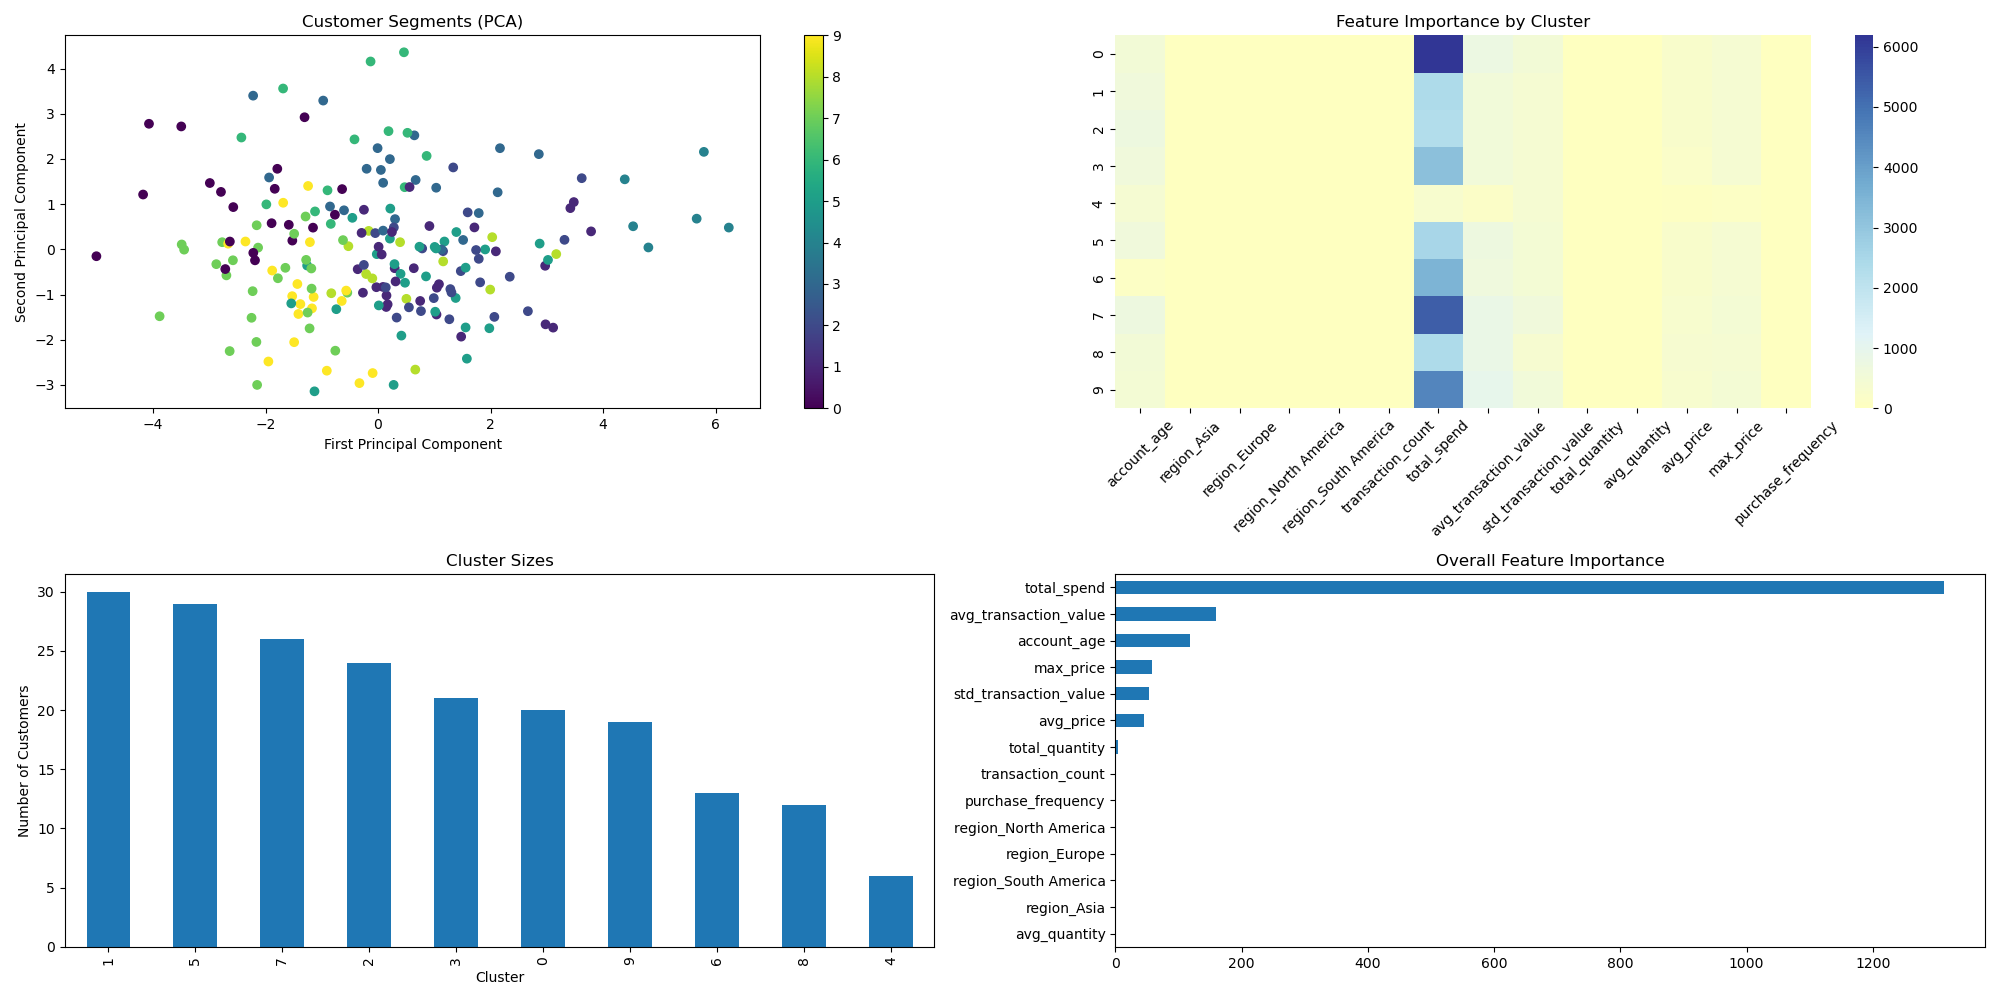 Customer Segments (PCA)
Second Principal Component
4
3
2
1
0
−1
−2
−3
−4
−2
0
2
4
6
First Principal Component
9
8
7
6
5
4
3
2
1
0
Feature Importance by Cluster
0
1
2
3
4
5
6
7
8
9
account_age
region_Asia
region_Europe
region_North America
region_South America
transaction_count
total_spend
avg_transaction_value
std_transaction_value
total_quantity
avg_quantity
avg_price
max_price
purchase_frequency
6000
5000
4000
3000
2000
1000
0
Cluster Sizes
Number of Customers
30
25
20
15
10
5
0
1
5
7
2
3
0
9
6
8
4
Cluster
Overall Feature Importance
total_spend
avg_transaction_value
account_age
max_price
std_transaction_value
avg_price
total_quantity
transaction_count
purchase_frequency
region_North America
region_Europe
region_South America
region_Asia
avg_quantity
0
200
400
600
800
1000
1200